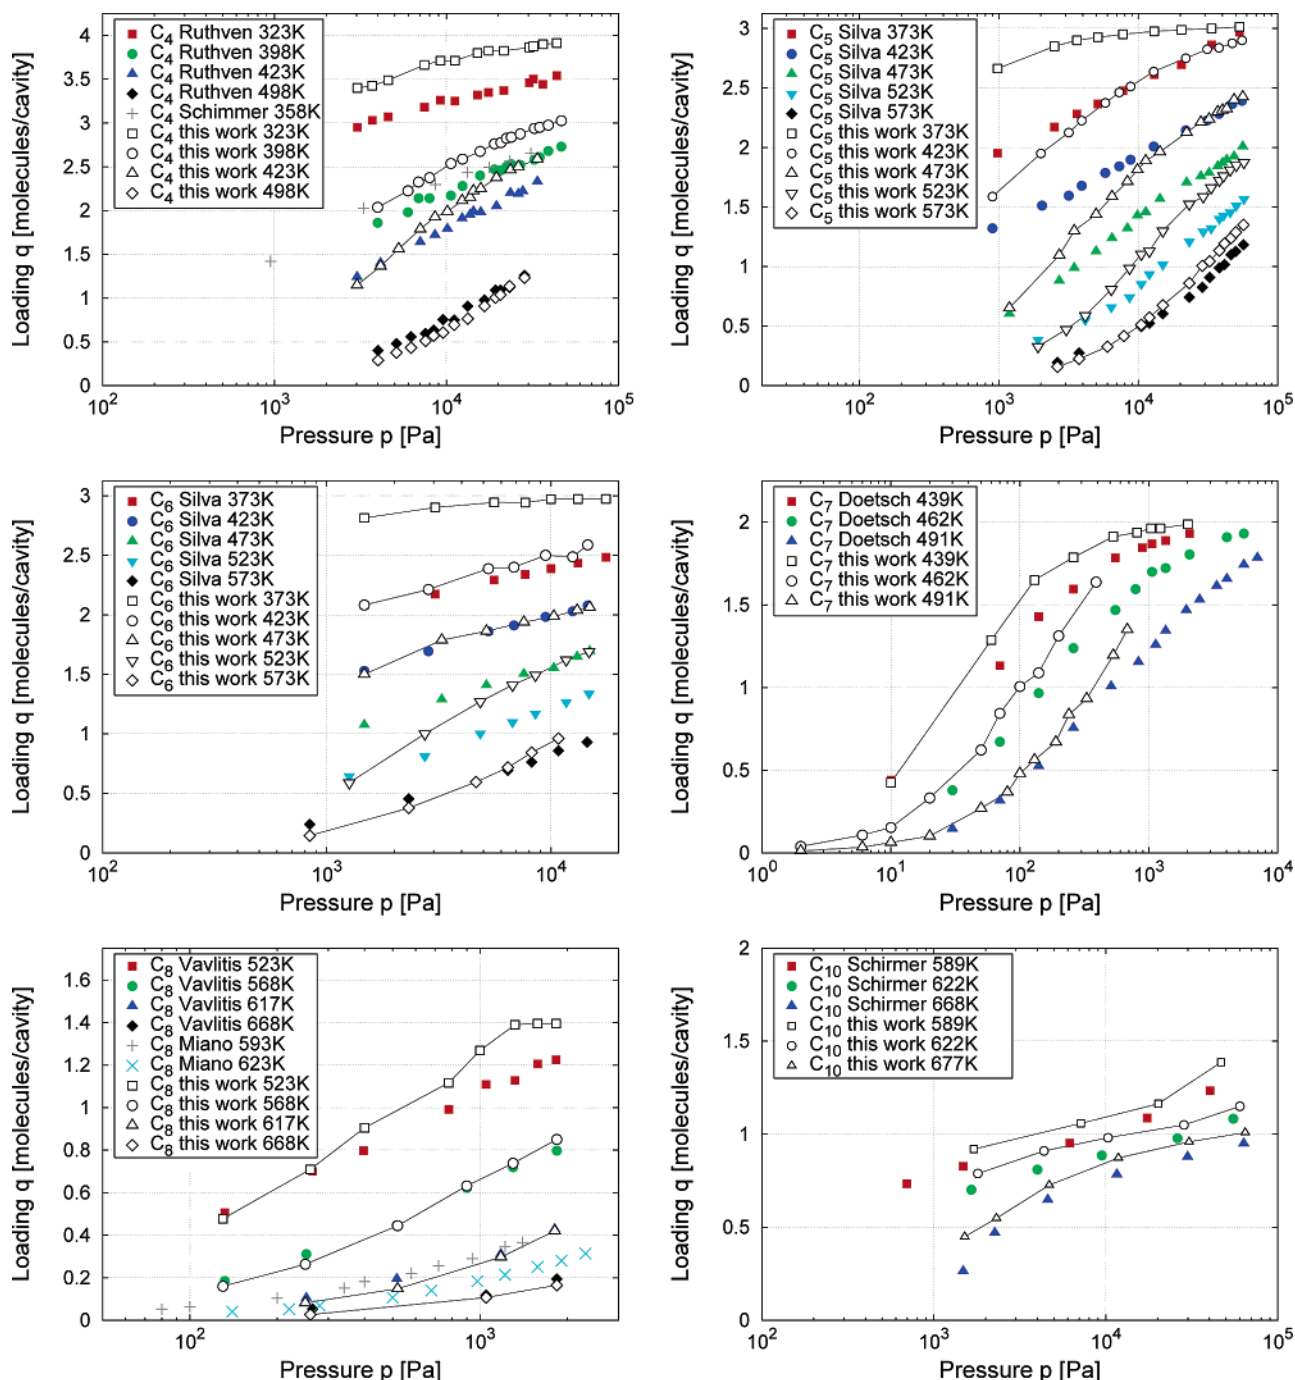 C4 Ruthven 323K
C4 Ruthven 398K
C4 Ruthven 423K
C4 Ruthven 498K
C4 Schimmer 358K
C4 this work 323K
C4 this work 398K
C4 this work 423K
C4 this work 498K
Loading q [molecules/cavity]
4
3.5
3
2.5
2
1.5
1
0.5
0
10^2
10^3
10^4
10^5
Pressure p [Pa]
C5 Silva 373K
C5 Silva 423K
C5 Silva 473K
C5 Silva 523K
C5 Silva 573K
C5 this work 373K
C5 this work 423K
C5 this work 473K
C5 this work 523K
C5 this work 573K
Loading q [molecules/cavity]
3
2.5
2
1.5
1
0.5
0
10^2
10^3
10^4
10^5
Pressure p [Pa]
C6 Silva 373K
C6 Silva 423K
C6 Silva 473K
C6 Silva 523K
C6 Silva 573K
C6 this work 373K
C6 this work 423K
C6 this work 473K
C6 this work 523K
C6 this work 573K
Loading q [molecules/cavity]
3
2.5
2
1.5
1
0.5
0
10^2
10^3
10^4
Pressure p [Pa]
C7 Doetsch 439K
C7 Doetsch 462K
C7 Doetsch 491K
C7 this work 439K
C7 this work 462K
C7 this work 491K
Loading q [molecules/cavity]
2
1.5
1
0.5
0
10^0
10^1
10^2
10^3
10^4
Pressure p [Pa]
C8 Vavlitis 523K
C8 Vavlitis 568K
C8 Vavlitis 617K
C8 Vavlitis 668K
C8 Miano 593K
C8 Miano 623K
C8 this work 523K
C8 this work 568K
C8 this work 617K
C8 this work 668K
Loading q [molecules/cavity]
1.6
1.4
1.2
1
0.8
0.6
0.4
0.2
0
10^2
10^3
Pressure p [Pa]
C10 Schirmer 589K
C10 Schirmer 622K
C10 Schirmer 668K
C10 this work 589K
C10 this work 622K
C10 this work 677K
Loading q [molecules/cavity]
2
1.5
1
0.5
0
10^2
10^3
10^4
10^5
Pressure p [Pa]